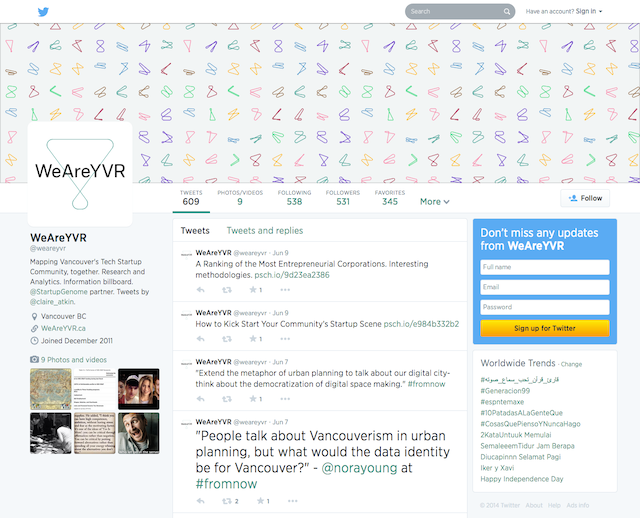 Search
Have an account? Sign in
WeAreYVR
TWEETS
609
PHOTOS/VIDEOS
9
FOLLOWING
538
FOLLOWERS
531
FAVORITES
345
More
Follow
WeAreYVR
@weareyvr
Mapping Vancouver's Tech Startup
Community, together. Research and
Analytics. Information billboard.
@StartupGenome partner. Tweets by
@claire_atkin.
Vancouver BC
WeAreYVR.ca
Joined December 2011
9 Photos and videos
Tweets
Tweets and replies
WeAreYVR @weareyvr · Jun 9
A Ranking of the Most Entrepreneurial Corporations. Interesting
methodologies. psch.io/9d23ea2386
1
WeAreYVR @weareyvr · Jun 9
How to Kick Start Your Community's Startup Scene psch.io/e984b332b2
1
WeAreYVR @weareyvr · Jun 7
"Extend the metaphor of urban planning to talk about our digital city-
think about the democratization of digital space making." #fromnow
WeAreYVR @weareyvr · Jun 7
"People talk about Vancouverism in urban
planning, but what would the data identity
be for Vancouver?" - @norayoung at
#fromnow
2
1
Don't miss any updates
from WeAreYVR
Full name
Email
Password
Sign up for Twitter
Worldwide Trends · Change
#قارئ_قرآن_تحب_سماع_صوته
#Generacion99
#espntemaxe
#10PatadasALaGenteQue
#CosasQuePiensoYNuncaHago
2KataUntuuk Memulai
SemaleeemTidur Jam Berapa
Diucapinnn Selamat Pagi
Iker y Xavi
Happy Independence Day
© 2014 Twitter About Help Ads info